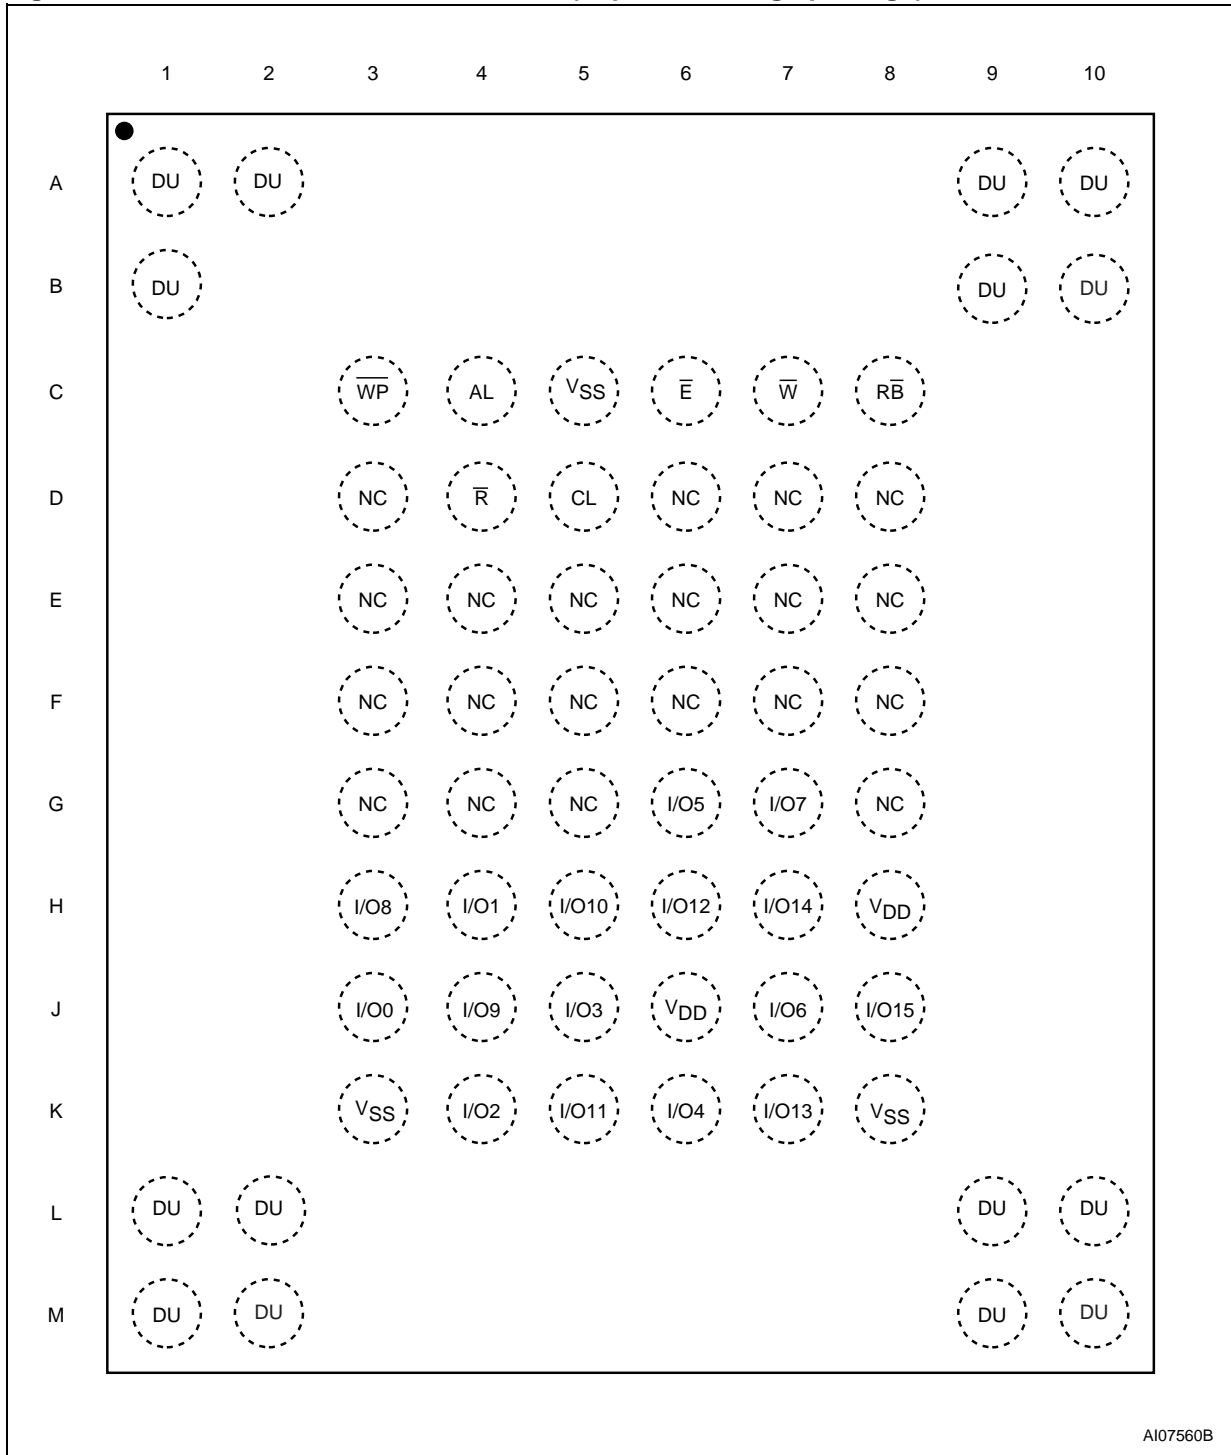 1 2 3 4 5 6 7 8 9 10
A DU DU DU DU
B DU DU DU
C W̅P̅ AL VSS E̅ W̅ RB̅
D NC R̅ CL NC NC NC
E NC NC NC NC NC NC
F NC NC NC NC NC NC
G NC NC NC I/O5 I/O7 NC
H I/O8 I/O1 I/O10 I/O12 I/O14 VDD
J I/O0 I/O9 I/O3 VDD I/O6 I/O15
K VSS I/O2 I/O11 I/O4 I/O13 VSS
L DU DU DU DU
M DU DU DU DU
AI07560B